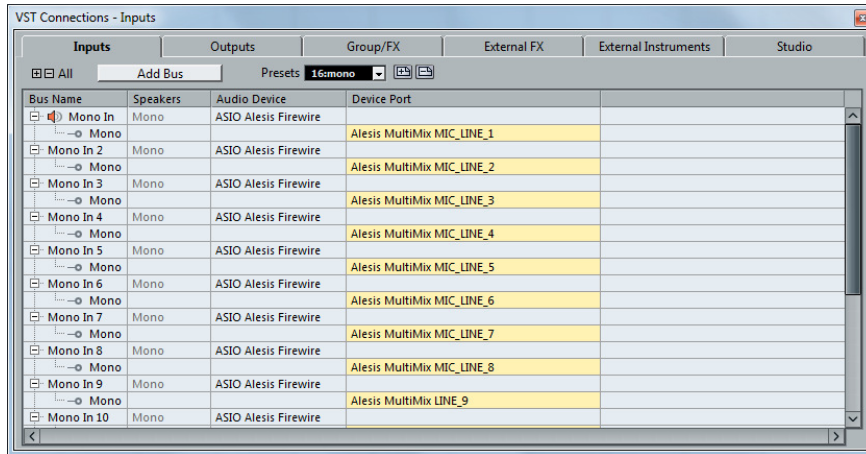 VST Connections - Inputs
Inputs Outputs Group/FX External FX External Instruments Studio
All Add Bus Presets 16:mono
Bus Name Speakers Audio Device Device Port
Mono In Mono ASIO Alesis Firewire
Mono Alesis MultiMix MIC_LINE_1
Mono In 2 Mono ASIO Alesis Firewire
Mono Alesis MultiMix MIC_LINE_2
Mono In 3 Mono ASIO Alesis Firewire
Mono Alesis MultiMix MIC_LINE_3
Mono In 4 Mono ASIO Alesis Firewire
Mono Alesis MultiMix MIC_LINE_4
Mono In 5 Mono ASIO Alesis Firewire
Mono Alesis MultiMix MIC_LINE_5
Mono In 6 Mono ASIO Alesis Firewire
Mono Alesis MultiMix MIC_LINE_6
Mono In 7 Mono ASIO Alesis Firewire
Mono Alesis MultiMix MIC_LINE_7
Mono In 8 Mono ASIO Alesis Firewire
Mono Alesis MultiMix MIC_LINE_8
Mono In 9 Mono ASIO Alesis Firewire
Mono Alesis MultiMix LINE_9
Mono In 10 Mono ASIO Alesis Firewire